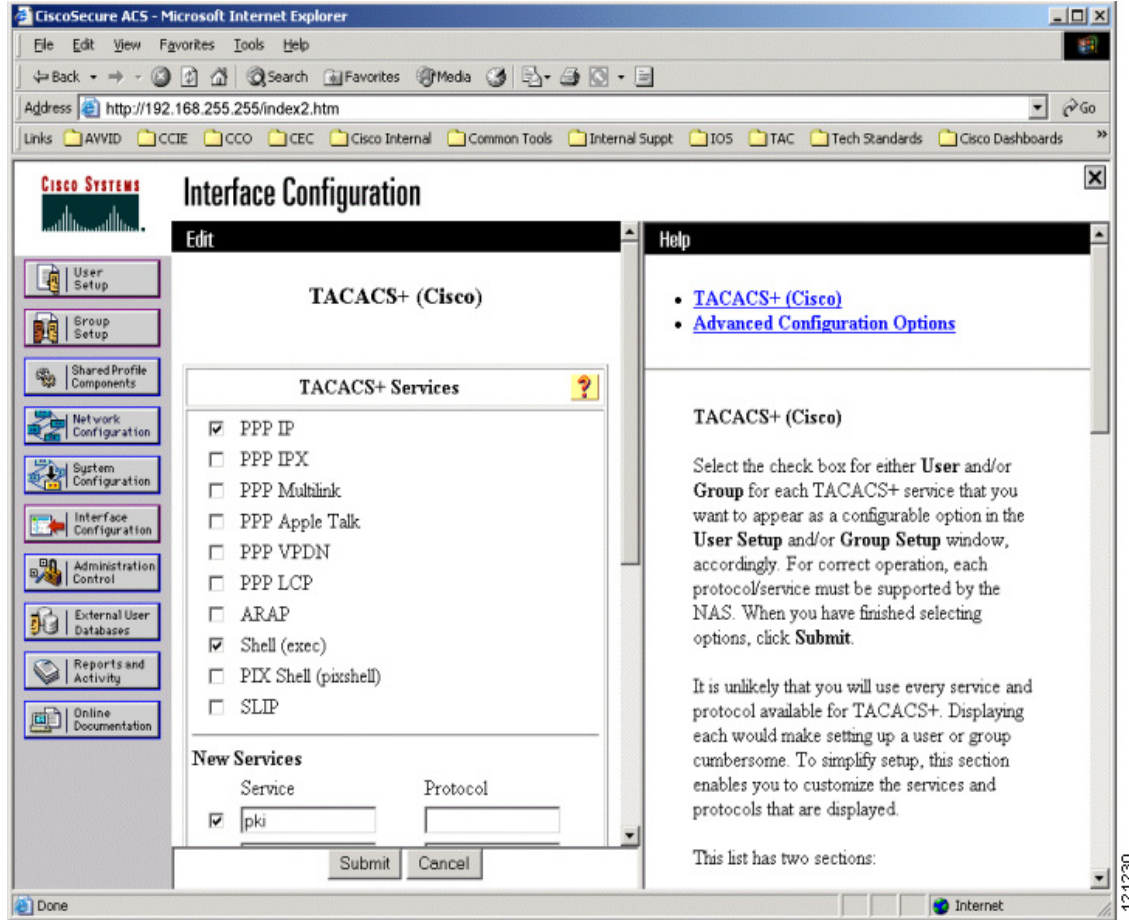 CiscoSecure ACS - Microsoft Internet Explorer
File Edit View Favorites Tools Help
Back Search Favorites Media
Address http://192.168.255.255/index2.htm Go
Links AVVID CCIE CCO CEC Cisco Internal Common Tools Internal Suppt IOS TAC Tech Standards Cisco Dashboards »
CISCO SYSTEMS
Interface Configuration
User Setup
Group Setup
Shared Profile Components
Network Configuration
System Configuration
Interface Configuration
Administration Control
External User Databases
Reports and Activity
Online Documentation
Edit
TACACS+ (Cisco)
TACACS+ Services ?
PPP IP
PPP IPX
PPP Multilink
PPP Apple Talk
PPP VPDN
PPP LCP
ARAP
Shell (exec)
PIX Shell (pixshell)
SLIP
New Services
Service Protocol
pki
Submit Cancel
Help
TACACS+ (Cisco)
Advanced Configuration Options
TACACS+ (Cisco)
Select the check box for either User and/or
Group for each TACACS+ service that you
want to appear as a configurable option in the
User Setup and/or Group Setup window,
accordingly. For correct operation, each
protocol/service must be supported by the
NAS. When you have finished selecting
options, click Submit.
It is unlikely that you will use every service and
protocol available for TACACS+. Displaying
each would make setting up a user or group
cumbersome. To simplify setup, this section
enables you to customize the services and
protocols that are displayed.
This list has two sections:
Done Internet
121230